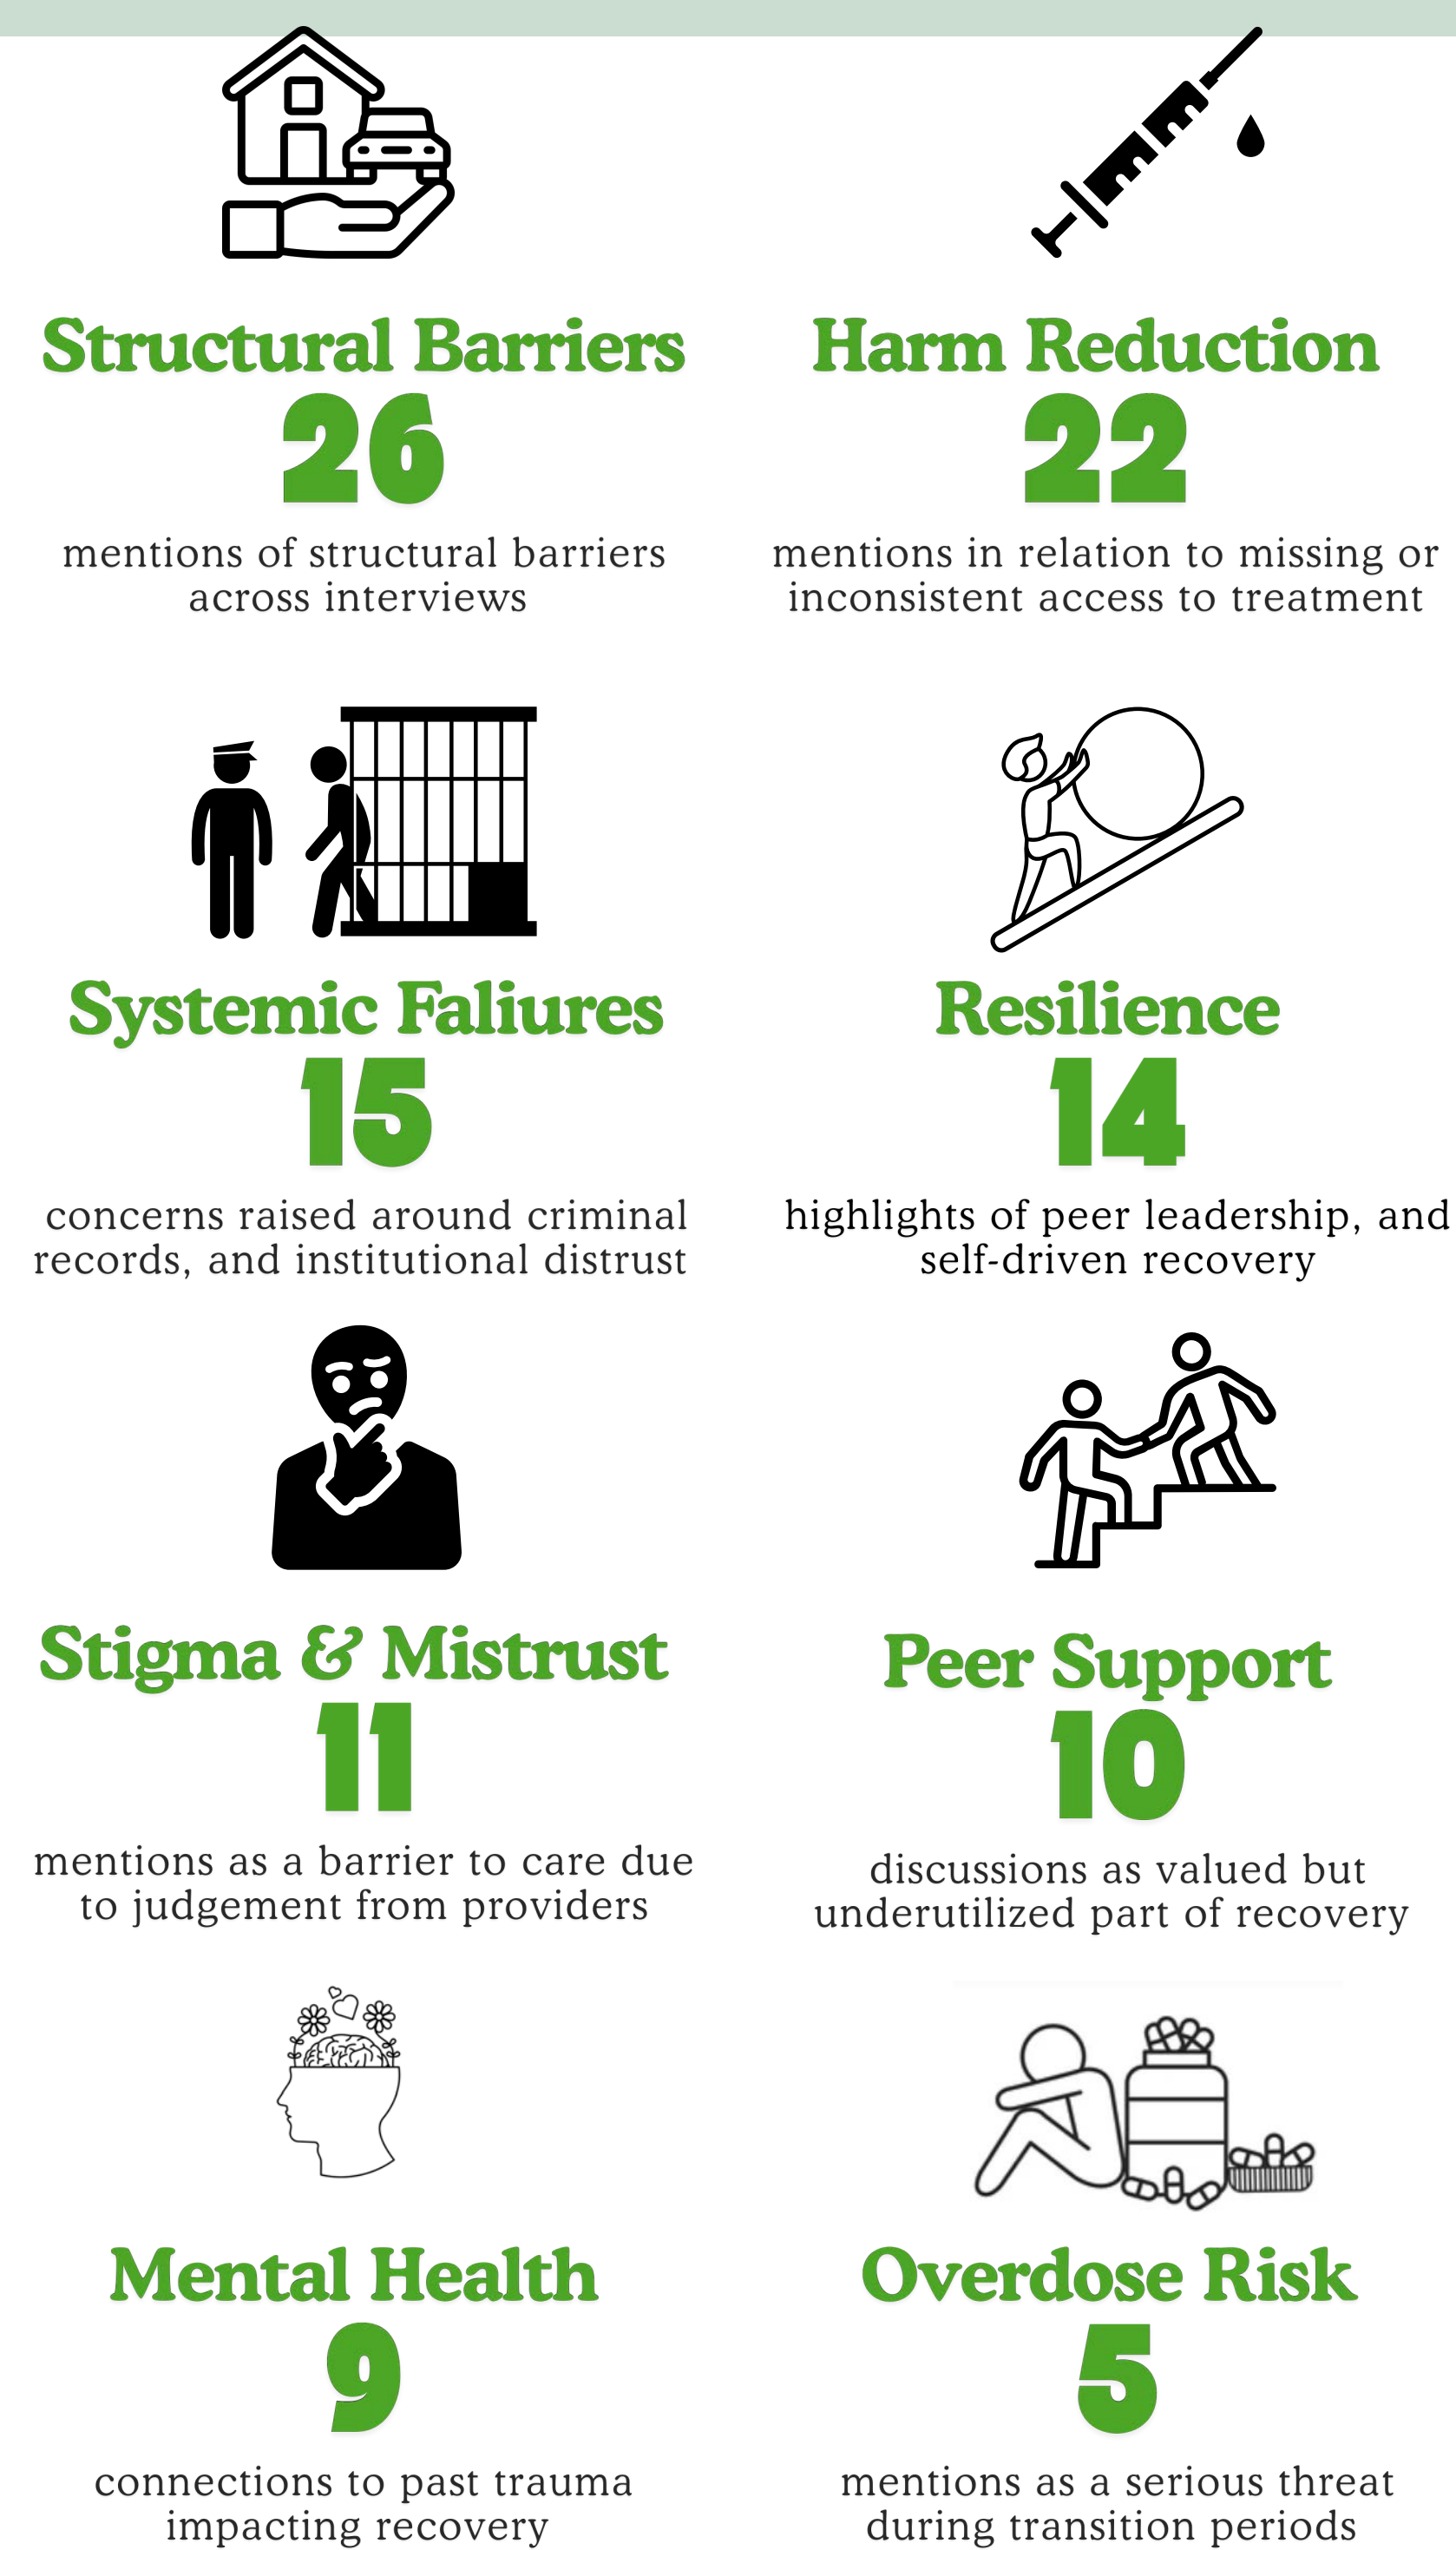 Structural Barriers
26
mentions of structural barriers
across interviews
Harm Reduction
22
mentions in relation to missing or
inconsistent access to treatment
Systemic Faliures
15
concerns raised around criminal
records, and institutional distrust
Resilience
14
highlights of peer leadership, and
self-driven recovery
Stigma & Mistrust
11
mentions as a barrier to care due
to judgement from providers
Peer Support
10
discussions as valued but
underutilized part of recovery
Mental Health
9
connections to past trauma
impacting recovery
Overdose Risk
5
mentions as a serious threat
during transition periods